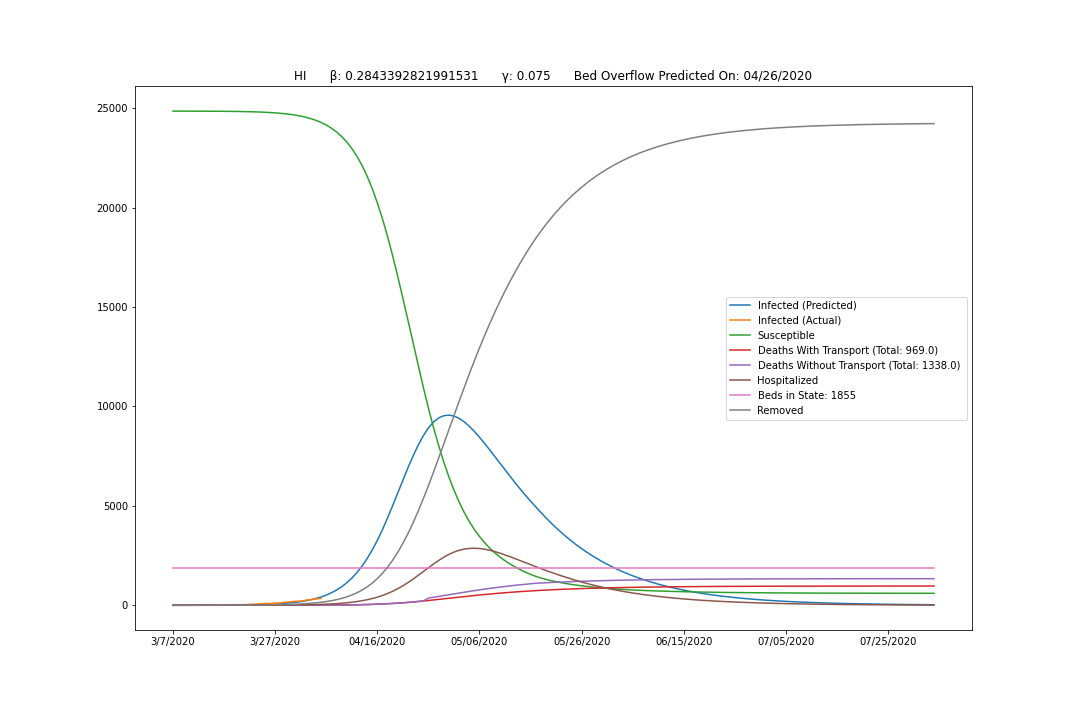 HI β: 0.2843392821991531 γ: 0.075 Bed Overflow Predicted On: 04/26/2020
25000
20000
15000
10000
5000
0
Infected (Predicted)
Infected (Actual)
Susceptible
Deaths With Transport (Total: 969.0)
Deaths Without Transport (Total: 1338.0)
Hospitalized
Beds in State: 1855
Removed
3/7/2020 3/27/2020 04/16/2020 05/06/2020 05/26/2020 06/15/2020 07/05/2020 07/25/2020